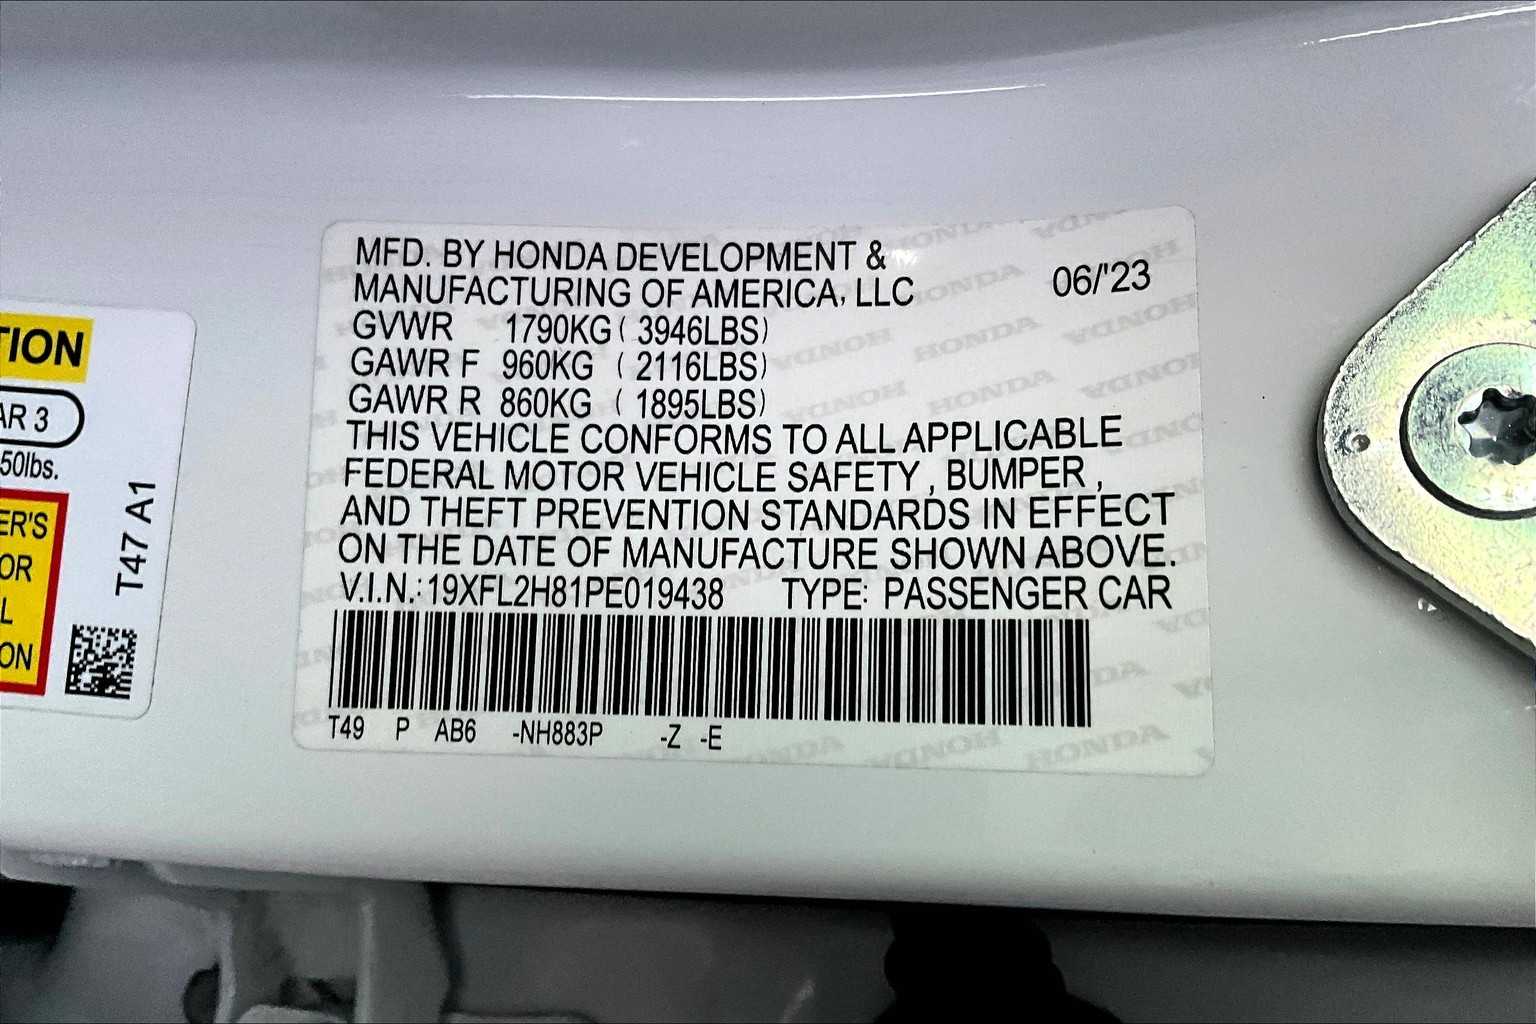 MFD. BY HONDA DEVELOPMENT &
MANUFACTURING OF AMERICA, LLC
06/'23
GVWR 1790KG ( 3946LBS)
GAWR F 960KG ( 2116LBS)
GAWR R 860KG ( 1895LBS)
THIS VEHICLE CONFORMS TO ALL APPLICABLE
FEDERAL MOTOR VEHICLE SAFETY , BUMPER ,
AND THEFT PREVENTION STANDARDS IN EFFECT
ON THE DATE OF MANUFACTURE SHOWN ABOVE.
V.I.N.: 19XFL2H81PE019438 TYPE: PASSENGER CAR
T49 P AB6 -NH883P -Z -E
TION
AR 3
50lbs.
ER'S
OR
L
ON
T47 A1